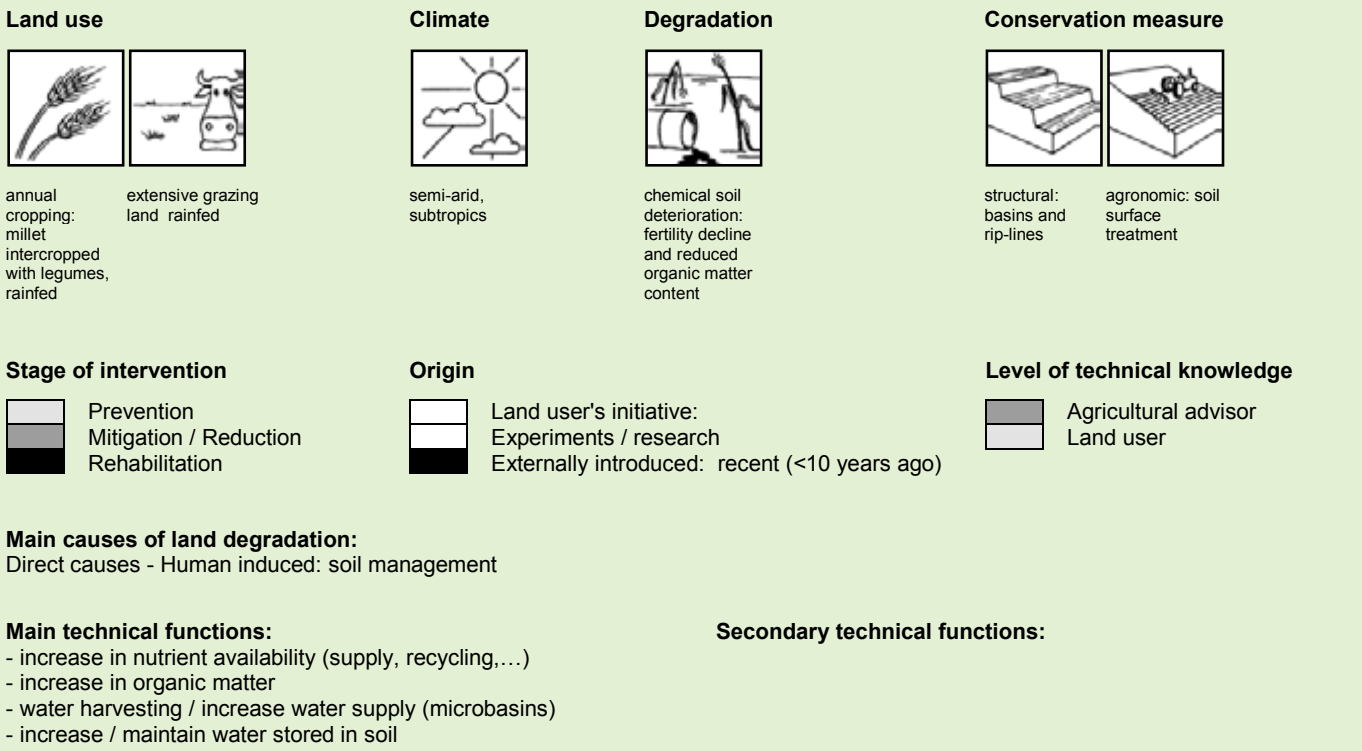 Land use
annual
cropping:
millet
intercropped
with legumes,
rainfed
extensive grazing
land rainfed
Climate
semi-arid,
subtropics
Degradation
chemical soil
deterioration:
fertility decline
and reduced
organic matter
content
Conservation measure
structural:
basins and
rip-lines
agronomic: soil
surface
treatment
Stage of intervention
Prevention
Mitigation / Reduction
Rehabilitation
Origin
Land user's initiative:
Experiments / research
Externally introduced: recent (<10 years ago)
Level of technical knowledge
Agricultural advisor
Land user
Main causes of land degradation:
Direct causes - Human induced: soil management
Main technical functions:
- increase in nutrient availability (supply, recycling,…)
- increase in organic matter
- water harvesting / increase water supply (microbasins)
- increase / maintain water stored in soil
Secondary technical functions: